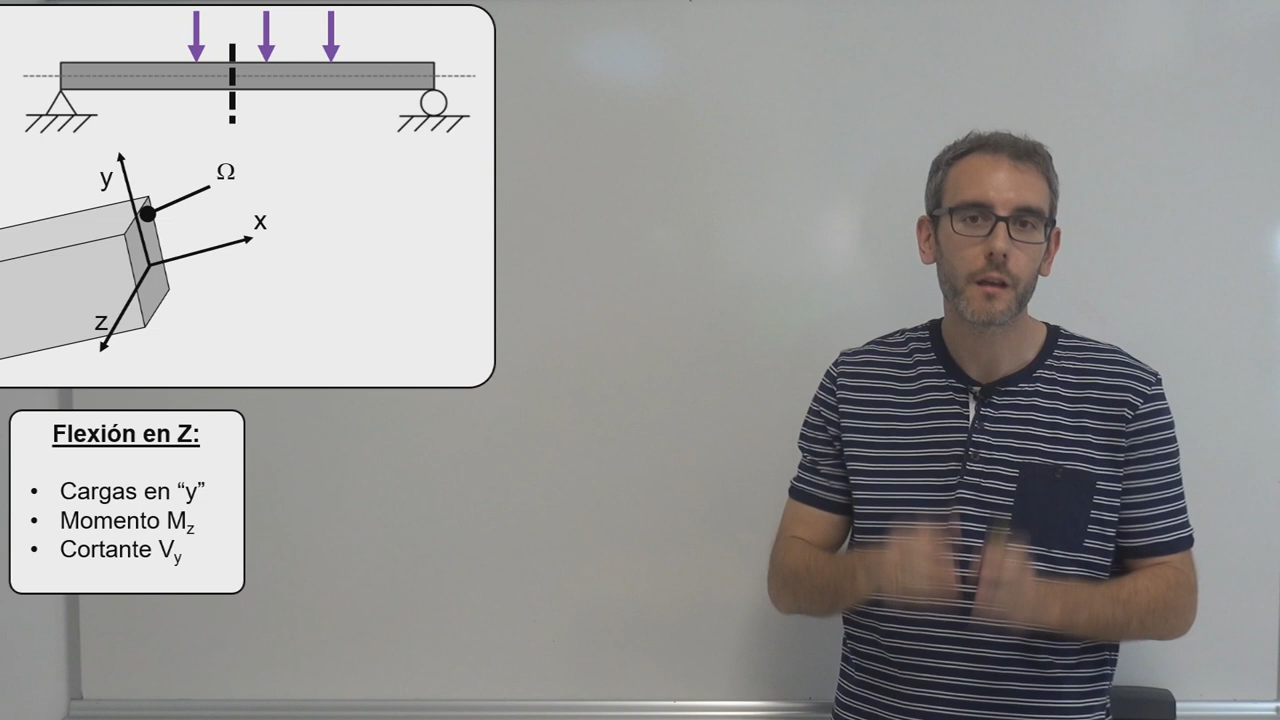 y
Ω
x
z
Flexión en Z:
• Cargas en “y”
• Momento Mz
• Cortante Vy